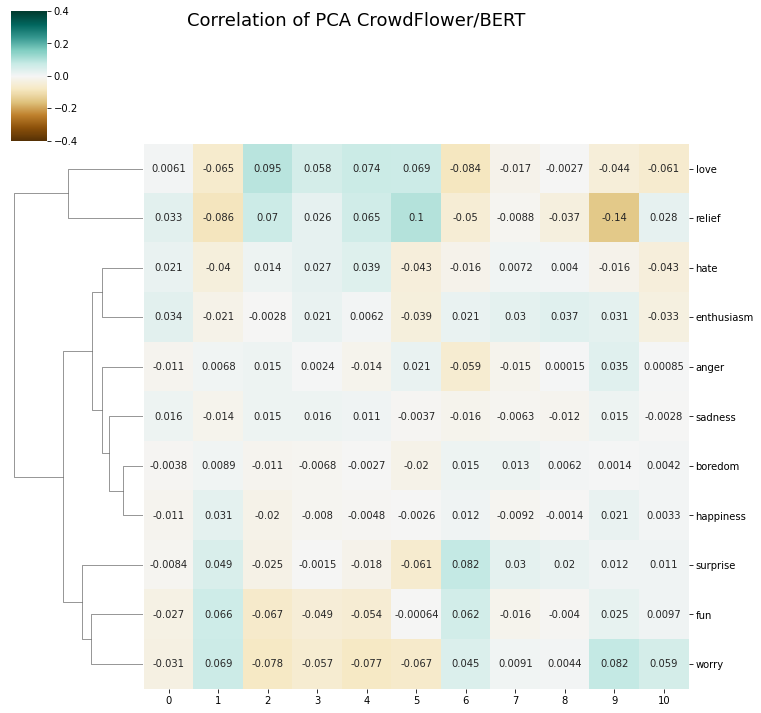 Correlation of PCA CrowdFlower/BERT
0.4
0.2
0.0
−0.2
−0.4
0.0061 -0.065 0.095 0.058 0.074 0.069 -0.084 -0.017 -0.0027 -0.044 -0.061 love
0.033 -0.086 0.07 0.026 0.065 0.1 -0.05 -0.0088 -0.037 -0.14 0.028 relief
0.021 -0.04 0.014 0.027 0.039 -0.043 -0.016 0.0072 0.004 -0.016 -0.043 hate
0.034 -0.021 -0.0028 0.021 0.0062 -0.039 0.021 0.03 0.037 0.031 -0.033 enthusiasm
-0.011 0.0068 0.015 0.0024 -0.014 0.021 -0.059 -0.015 0.00015 0.035 0.00085 anger
0.016 -0.014 0.015 0.016 0.011 -0.0037 -0.016 -0.0063 -0.012 0.015 -0.0028 sadness
-0.0038 0.0089 -0.011 -0.0068 -0.0027 -0.02 0.015 0.013 0.0062 0.0014 0.0042 boredom
-0.011 0.031 -0.02 -0.008 -0.0048 -0.0026 0.012 -0.0092 -0.0014 0.021 0.0033 happiness
-0.0084 0.049 -0.025 -0.0015 -0.018 -0.061 0.082 0.03 0.02 0.012 0.011 surprise
-0.027 0.066 -0.067 -0.049 -0.054 -0.00064 0.062 -0.016 -0.004 0.025 0.0097 fun
-0.031 0.069 -0.078 -0.057 -0.077 -0.067 0.045 0.0091 0.0044 0.082 0.059 worry
0 1 2 3 4 5 6 7 8 9 10